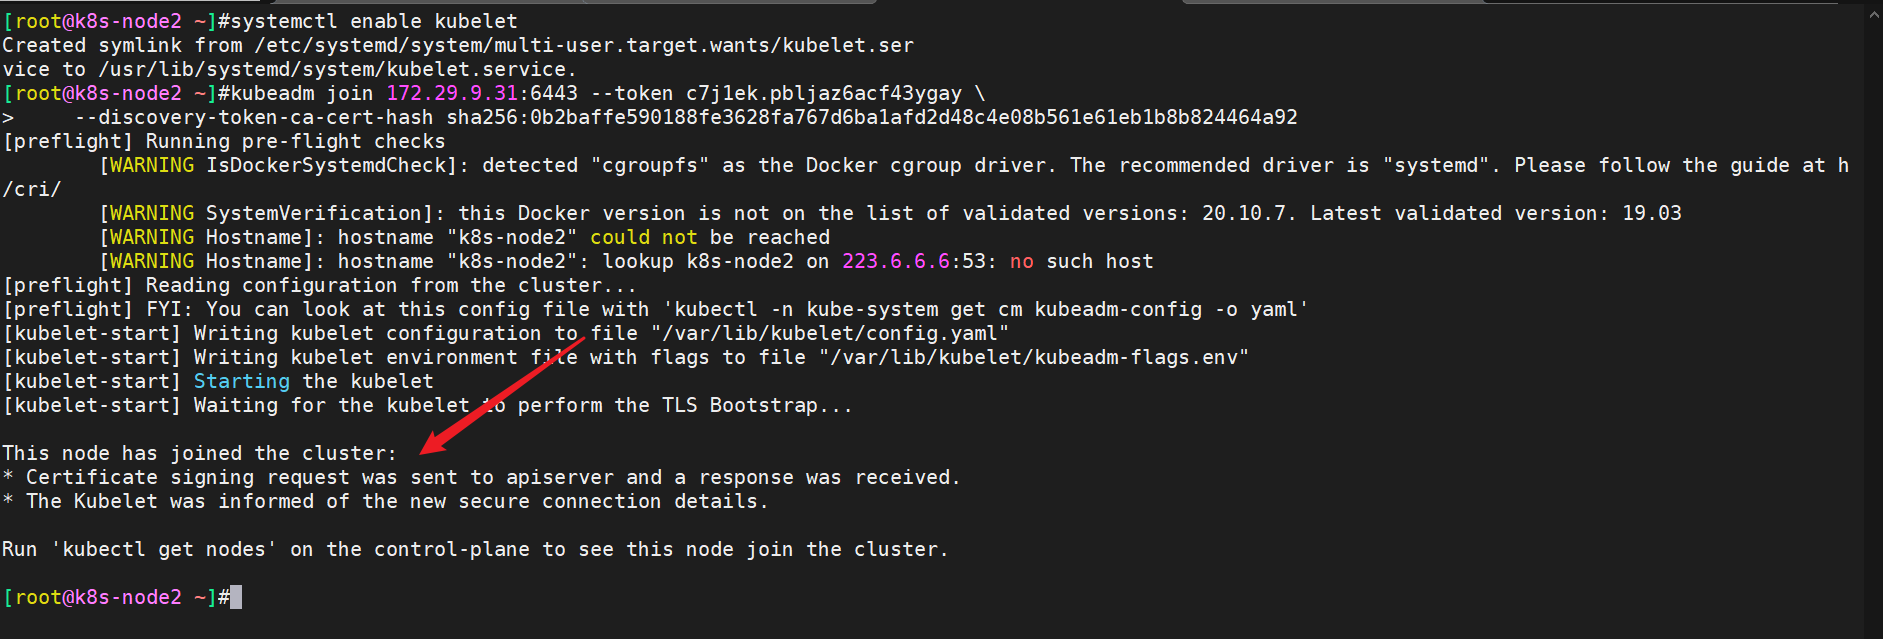 [root@k8s-node2 ~]#systemctl enable kubelet
Created symlink from /etc/systemd/system/multi-user.target.wants/kubelet.ser
vice to /usr/lib/systemd/system/kubelet.service.
[root@k8s-node2 ~]#kubeadm join 172.29.9.31:6443 --token c7j1ek.pbljaz6acf43ygay \
>     --discovery-token-ca-cert-hash sha256:0b2baffe590188fe3628fa767d6ba1afd2d48c4e08b561e61eb1b8b824464a92
[preflight] Running pre-flight checks
        [WARNING IsDockerSystemdCheck]: detected "cgroupfs" as the Docker cgroup driver. The recommended driver is "systemd". Please follow the guide at h
/cri/
        [WARNING SystemVerification]: this Docker version is not on the list of validated versions: 20.10.7. Latest validated version: 19.03
        [WARNING Hostname]: hostname "k8s-node2" could not be reached
        [WARNING Hostname]: hostname "k8s-node2": lookup k8s-node2 on 223.6.6.6:53: no such host
[preflight] Reading configuration from the cluster...
[preflight] FYI: You can look at this config file with 'kubectl -n kube-system get cm kubeadm-config -o yaml'
[kubelet-start] Writing kubelet configuration to file "/var/lib/kubelet/config.yaml"
[kubelet-start] Writing kubelet environment file with flags to file "/var/lib/kubelet/kubeadm-flags.env"
[kubelet-start] Starting the kubelet
[kubelet-start] Waiting for the kubelet to perform the TLS Bootstrap...

This node has joined the cluster:
* Certificate signing request was sent to apiserver and a response was received.
* The Kubelet was informed of the new secure connection details.

Run 'kubectl get nodes' on the control-plane to see this node join the cluster.

[root@k8s-node2 ~]#